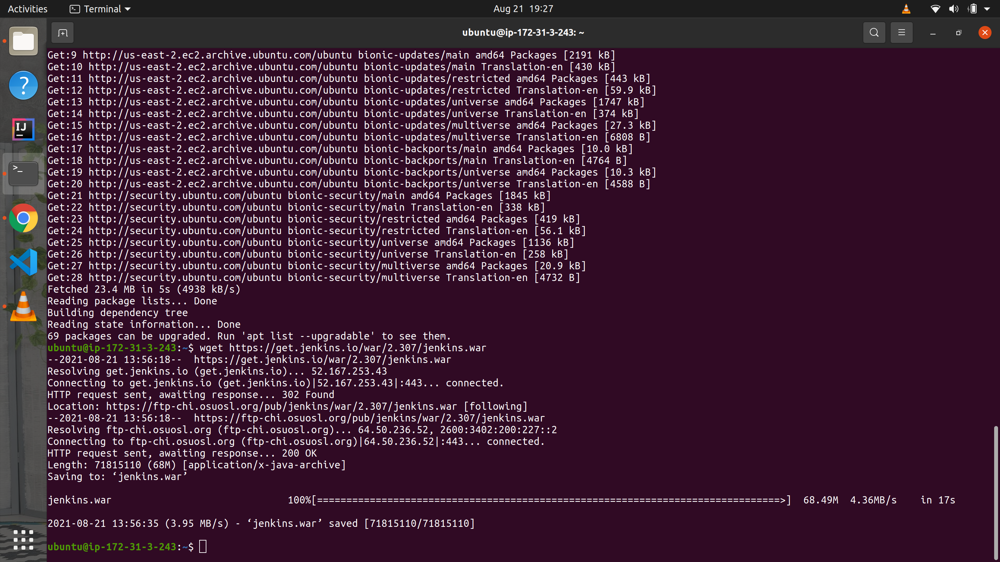 Activities
Terminal
Aug 21 19:27
ubuntu@ip-172-31-3-243: ~
Get:9 http://us-east-2.ec2.archive.ubuntu.com/ubuntu bionic-updates/main amd64 Packages [2191 kB]
Get:10 http://us-east-2.ec2.archive.ubuntu.com/ubuntu bionic-updates/main Translation-en [430 kB]
Get:11 http://us-east-2.ec2.archive.ubuntu.com/ubuntu bionic-updates/restricted amd64 Packages [443 kB]
Get:12 http://us-east-2.ec2.archive.ubuntu.com/ubuntu bionic-updates/restricted Translation-en [59.9 kB]
Get:13 http://us-east-2.ec2.archive.ubuntu.com/ubuntu bionic-updates/universe amd64 Packages [1747 kB]
Get:14 http://us-east-2.ec2.archive.ubuntu.com/ubuntu bionic-updates/universe Translation-en [374 kB]
Get:15 http://us-east-2.ec2.archive.ubuntu.com/ubuntu bionic-updates/multiverse amd64 Packages [27.3 kB]
Get:16 http://us-east-2.ec2.archive.ubuntu.com/ubuntu bionic-updates/multiverse Translation-en [6808 B]
Get:17 http://us-east-2.ec2.archive.ubuntu.com/ubuntu bionic-backports/main amd64 Packages [10.0 kB]
Get:18 http://us-east-2.ec2.archive.ubuntu.com/ubuntu bionic-backports/main Translation-en [4764 B]
Get:19 http://us-east-2.ec2.archive.ubuntu.com/ubuntu bionic-backports/universe amd64 Packages [10.3 kB]
Get:20 http://us-east-2.ec2.archive.ubuntu.com/ubuntu bionic-backports/universe Translation-en [4588 B]
Get:21 http://security.ubuntu.com/ubuntu bionic-security/main amd64 Packages [1845 kB]
Get:22 http://security.ubuntu.com/ubuntu bionic-security/main Translation-en [338 kB]
Get:23 http://security.ubuntu.com/ubuntu bionic-security/restricted amd64 Packages [419 kB]
Get:24 http://security.ubuntu.com/ubuntu bionic-security/restricted Translation-en [56.1 kB]
Get:25 http://security.ubuntu.com/ubuntu bionic-security/universe amd64 Packages [1136 kB]
Get:26 http://security.ubuntu.com/ubuntu bionic-security/universe Translation-en [258 kB]
Get:27 http://security.ubuntu.com/ubuntu bionic-security/multiverse amd64 Packages [20.9 kB]
Get:28 http://security.ubuntu.com/ubuntu bionic-security/multiverse Translation-en [4732 B]
Fetched 23.4 MB in 5s (4938 kB/s)
Reading package lists... Done
Building dependency tree
Reading state information... Done
69 packages can be upgraded. Run 'apt list --upgradable' to see them.
ubuntu@ip-172-31-3-243:~$ wget https://get.jenkins.io/war/2.307/jenkins.war
--2021-08-21 13:56:18--  https://get.jenkins.io/war/2.307/jenkins.war
Resolving get.jenkins.io (get.jenkins.io)... 52.167.253.43
Connecting to get.jenkins.io (get.jenkins.io)|52.167.253.43|:443... connected.
HTTP request sent, awaiting response... 302 Found
Location: https://ftp-chi.osuosl.org/pub/jenkins/war/2.307/jenkins.war [following]
--2021-08-21 13:56:18--  https://ftp-chi.osuosl.org/pub/jenkins/war/2.307/jenkins.war
Resolving ftp-chi.osuosl.org (ftp-chi.osuosl.org)... 64.50.236.52, 2600:3402:200:227::2
Connecting to ftp-chi.osuosl.org (ftp-chi.osuosl.org)|64.50.236.52|:443... connected.
HTTP request sent, awaiting response... 200 OK
Length: 71815110 (68M) [application/x-java-archive]
Saving to: ‘jenkins.war’
jenkins.war 100%[===============================================================================>] 68.49M 4.36MB/s in 17s
2021-08-21 13:56:35 (3.95 MB/s) - ‘jenkins.war’ saved [71815110/71815110]
ubuntu@ip-172-31-3-243:~$